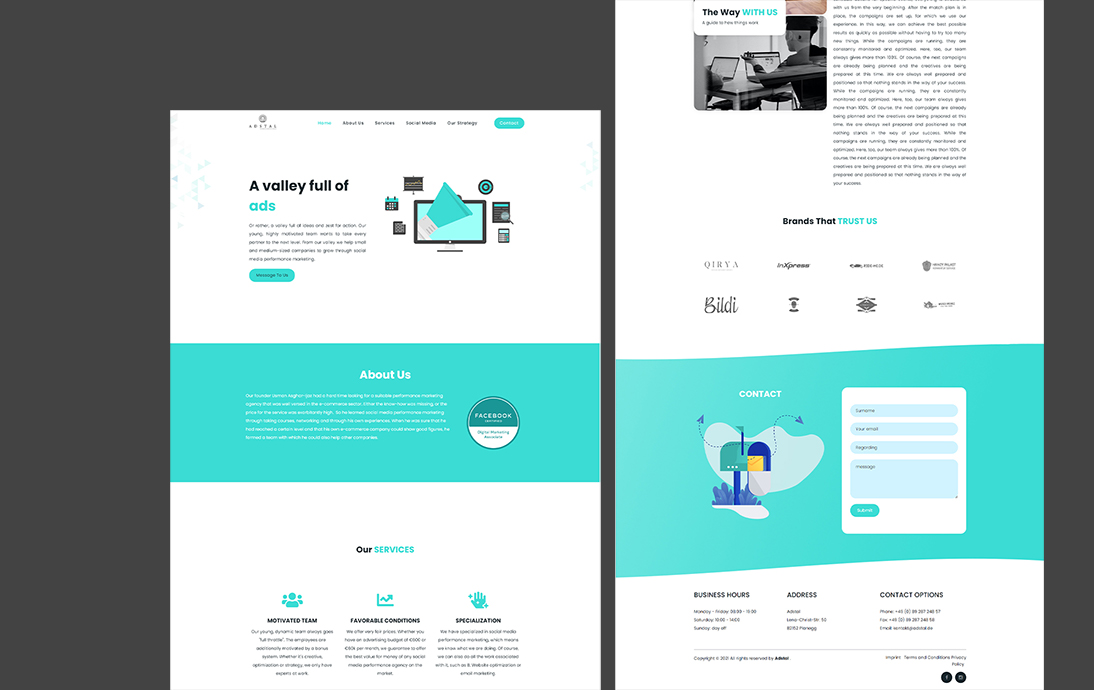 ADSTAL
Home About Us Services Social Media Our Strategy Contact
A valley full of
ads
Or rather, a valley full of ideas and zeal for action. Our
young, highly motivated team wants to take every
partner to the next level. From our valley we help small
and medium-sized companies to grow through social
media performance marketing.
Message To Us
About Us
Our founder Usman Asghar Ijaz had a hard time looking for a suitable performance marketing
agency that was well versed in the e-commerce sector. Either the know-how was missing, or the
price for the service was exorbitantly high. So he learned social media performance marketing
through taking courses, networking and through his own experiences. When he was sure that he
had reached a certain level and that his own e-commerce company could show good figures, he
formed a team with which he could also help other companies.
FACEBOOK
CERTIFIED
Digital Marketing
Associate
Our SERVICES
MOTIVATED TEAM
Our young, dynamic team always goes
"full throttle". The employees are
additionally motivated by a bonus
system. Whether it's creative,
optimization or strategy, we only have
experts at work.
FAVORABLE CONDITIONS
We offer very fair prices. Whether you
have an advertising budget of
per month, we guarantee to offer
the best value for money of any social
media performance agency on the
market.
SPECIALIZATION
We have specialized in social media
performance marketing, which means
we know what we are doing. Of course,
we can also do all the work associated
with it, such as & Website optimization or
email marketing.
The Way WITH US
A guide to how things work
with us from the very beginning. After the match plan is in
place, the campaigns are set up, for which we use our
experience. In this way, we can achieve the best possible
results as quickly as possible without having to try too many
new things. While the campaigns are running, they are
constantly monitored and optimized. Here, too, our team
always gives more than 100%. Of course, the next campaigns
are already being planned and the creatives are being
prepared at this time. We are always well prepared and
positioned so that nothing stands in the way of your success.
While the campaigns are running, they are constantly
monitored and optimized. Here, too, our team always gives
more than 100%. Of course, the next campaigns are already
being planned and the creatives are being prepared at this
time. We are always well prepared and positioned so that
nothing stands in the way of your success. While the
campaigns are running, they are constantly monitored and
optimized. Here, too, our team always gives more than 100%. Of
course, the next campaigns are already being planned and the
creatives are being prepared at this time. We are always well
prepared and positioned so that nothing stands in the way of
your success.
Brands That TRUST US
QIRYA
InXpress
Bildi
CONTACT
Surname
Your email
Regarding
message
Submit
BUSINESS HOURS
Monday - Friday: 09:00 - 18:00
Saturday: 10:00 - 14:00
Sunday: day off
ADDRESS
Adstal
Lena-Christ-Str. 50
82152 Planegg
CONTACT OPTIONS
Phone: +49 (0) 89 287 246 57
Fax: +49 (0) 89 287 246 58
Email: kontakt@adstal.de
Copyright © 2021 All rights reserved by Adstal
Imprint Terms and Conditions Privacy
Policy